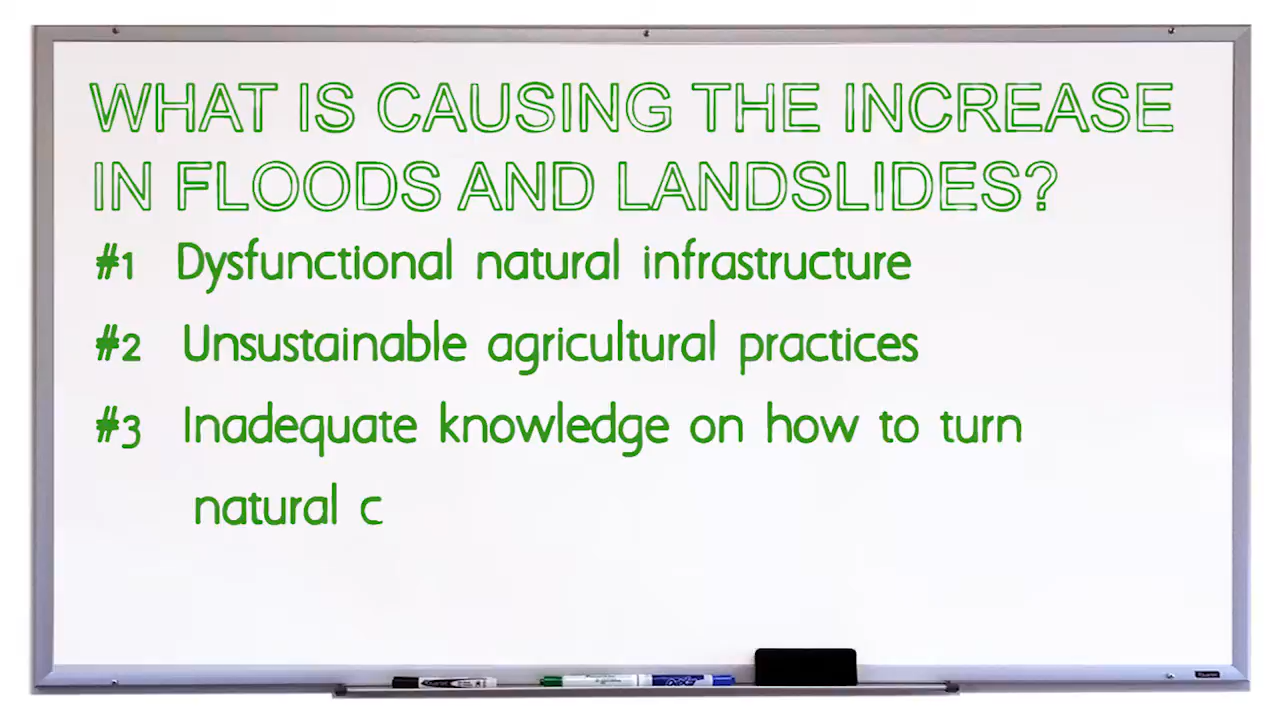 WHAT IS CAUSING THE INCREASE
IN FLOODS AND LANDSLIDES?
#1 Dysfunctional natural infrastructure
#2 Unsustainable agricultural practices
#3 Inadequate knowledge on how to turn
natural c